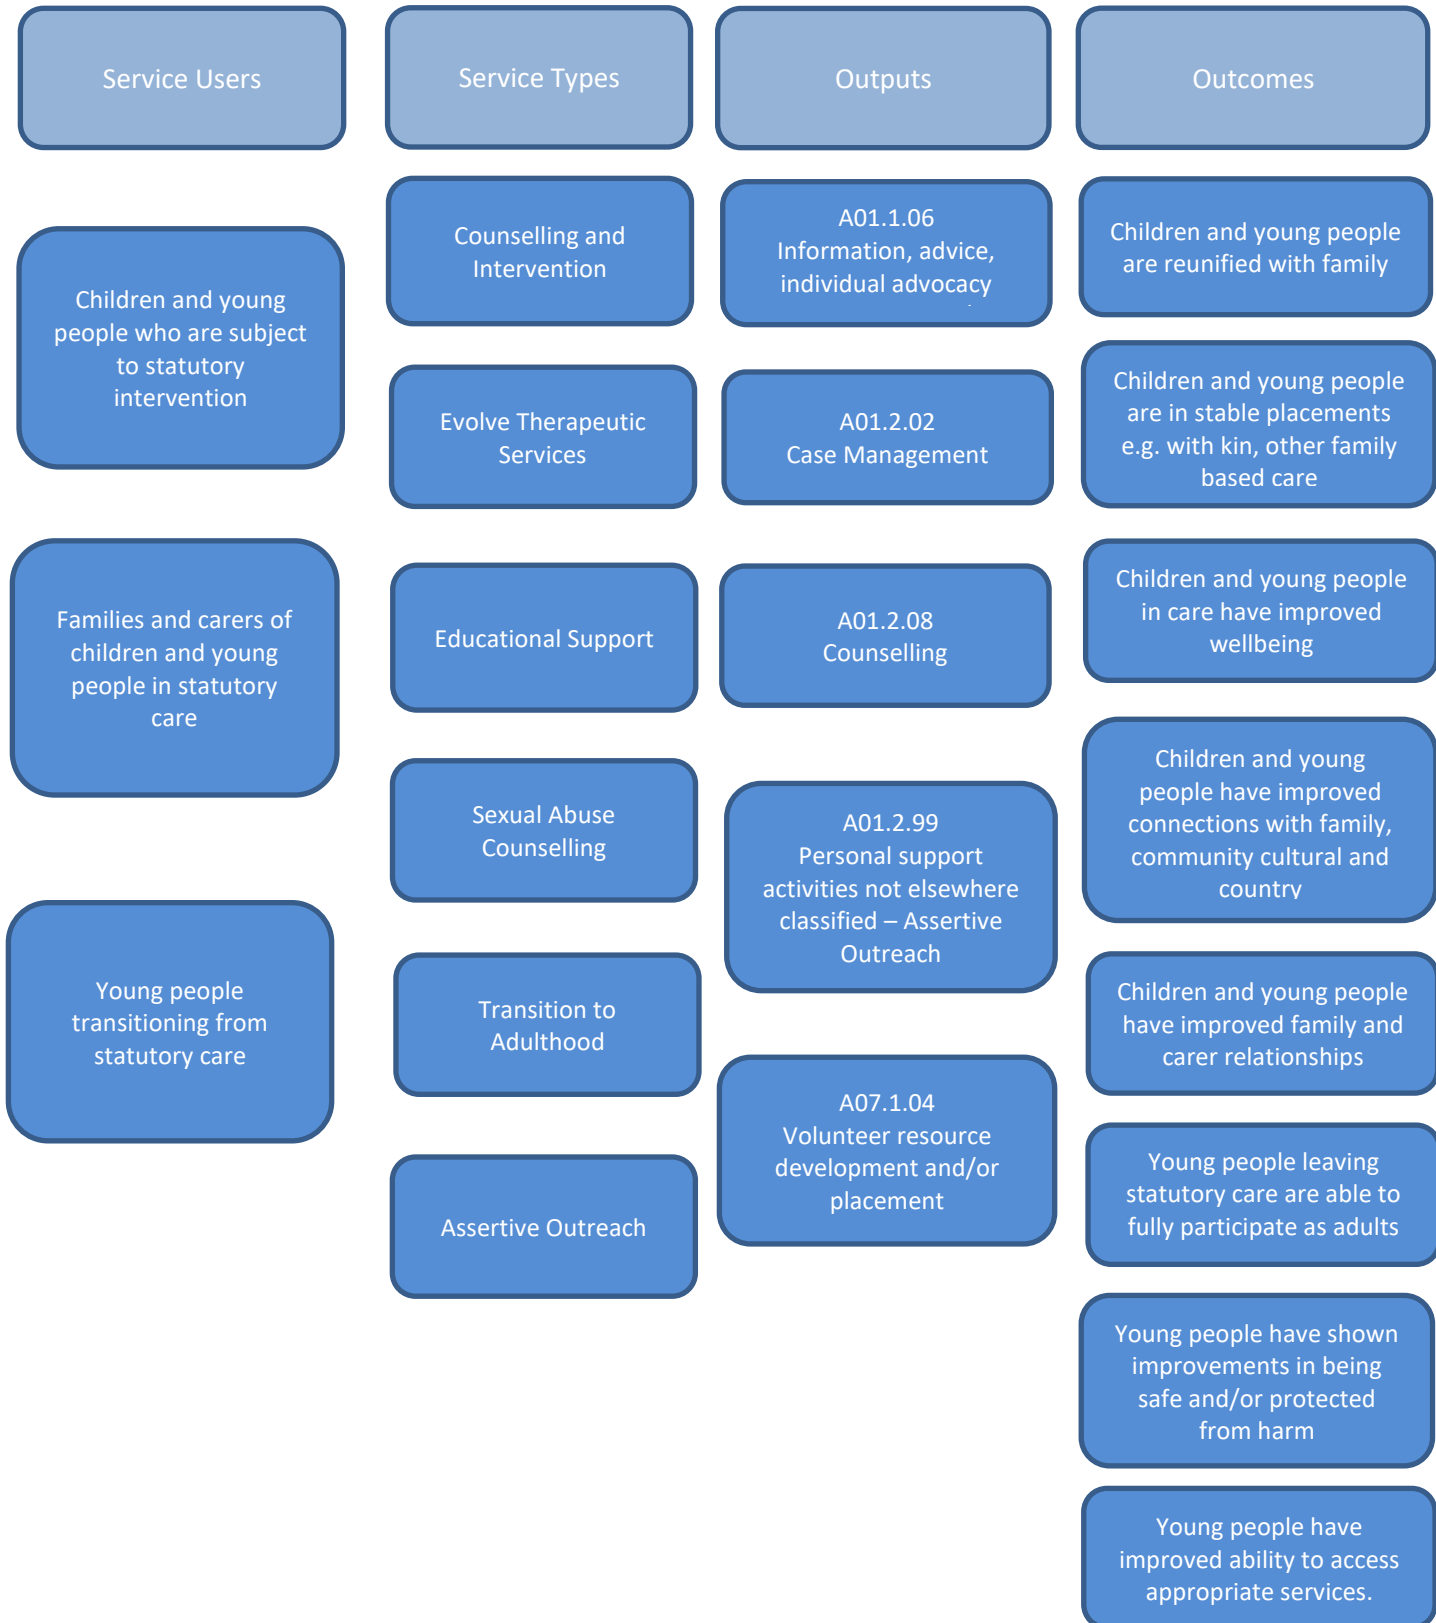 Service Users
Service Types
Outputs
Outcomes
Children and young
people who are subject
to statutory
intervention
Families and carers of
children and young
people in statutory
care
Young people
transitioning from
statutory care
Counselling and
Intervention
Evolve Therapeutic
Services
Educational Support
Sexual Abuse
Counselling
Transition to
Adulthood
Assertive Outreach
A01.1.06
Information, advice,
individual advocacy
A01.2.02
Case Management
A01.2.08
Counselling
A01.2.99
Personal support
activities not elsewhere
classified – Assertive
Outreach
A07.1.04
Volunteer resource
development and/or
placement
Children and young people
are reunified with family
Children and young people
are in stable placements
e.g. with kin, other family
based care
Children and young people
in care have improved
wellbeing
Children and young
people have improved
connections with family,
community cultural and
country
Children and young people
have improved family and
carer relationships
Young people leaving
statutory care are able to
fully participate as adults
Young people have shown
improvements in being
safe and/or protected
from harm
Young people have
improved ability to access
appropriate services.